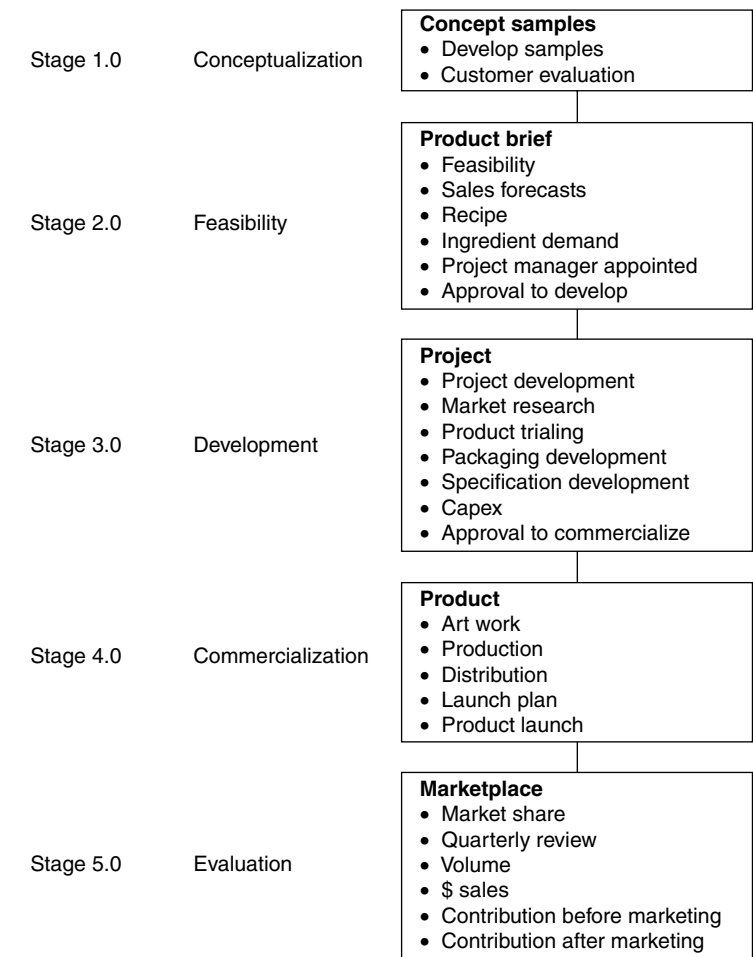 Concept samples
• Develop samples
Stage 1.0 Conceptualization
• Customer evaluation
Product brief
• Feasibility
• Sales forecasts
• Recipe
Stage 2.0 Feasibility
• Ingredient demand
• Project manager appointed
• Approval to develop
Project
• Project development
• Market research
• Product trialing
Stage 3.0 Development
• Packaging development
• Specification development
• Capex
• Approval to commercialize
Product
• Art work
• Production
Stage 4.0 Commercialization
• Distribution
• Launch plan
• Product launch
Marketplace
• Market share
• Quarterly review
• Volume
Stage 5.0 Evaluation
• $ sales
• Contribution before marketing
• Contribution after marketing